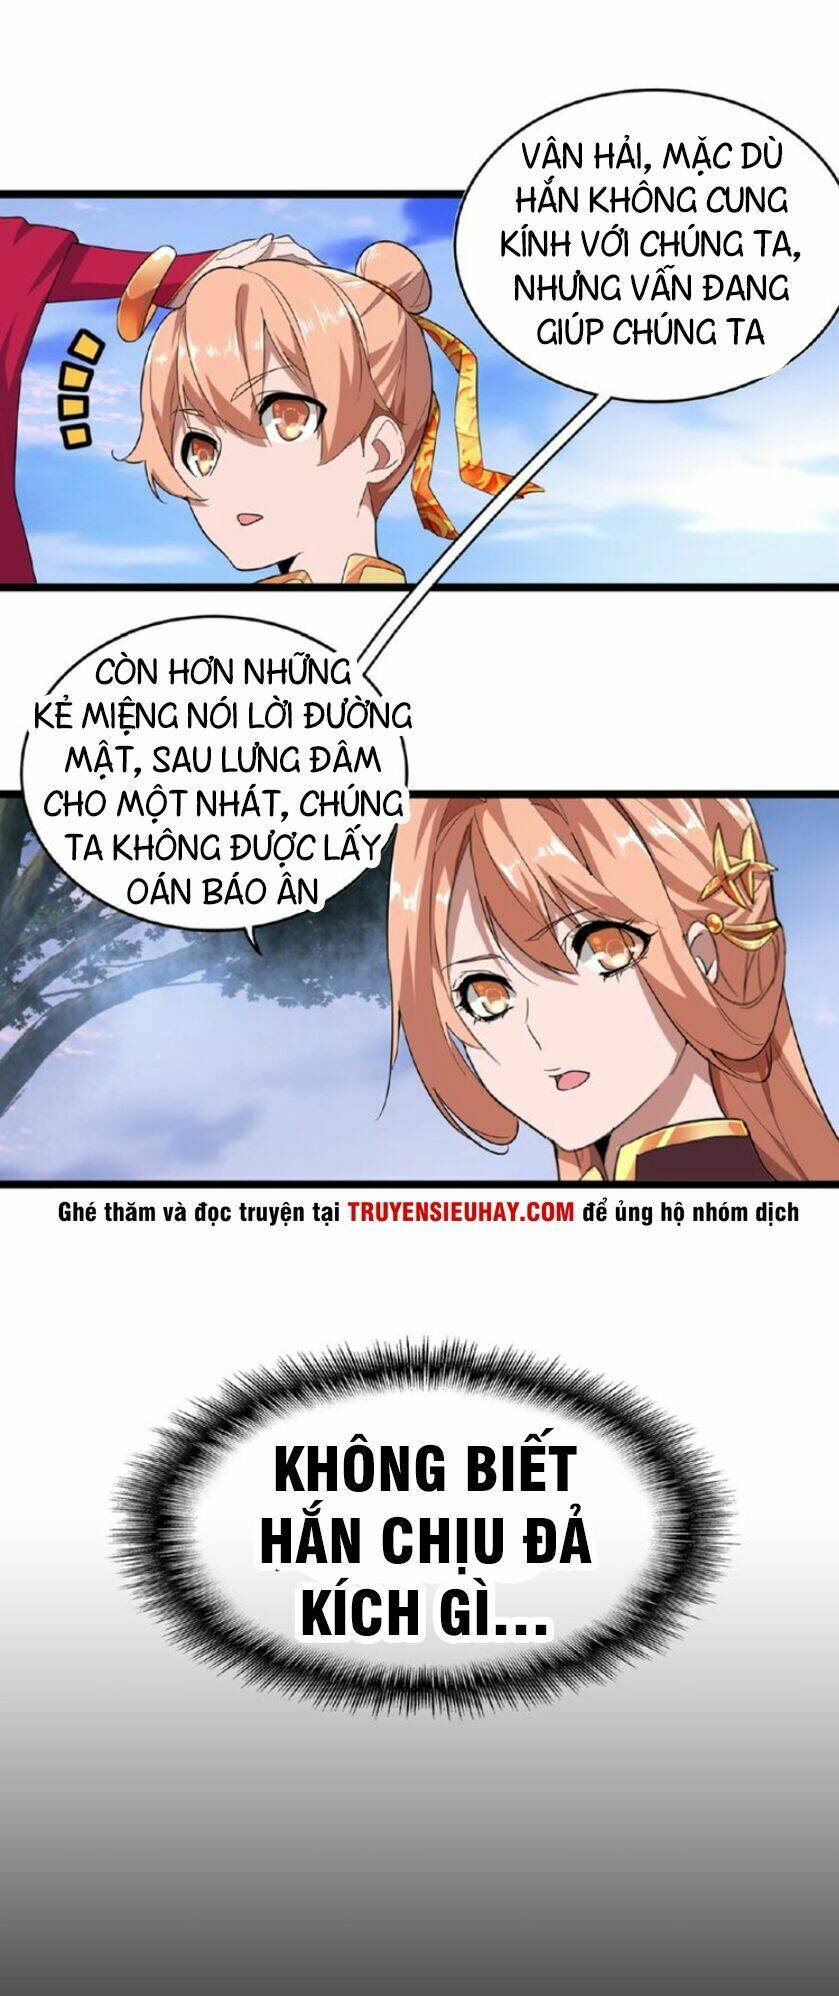 VÂN HẢI, MẶC DÙ
HẮN KHÔNG CUNG
KÍNH VỚI CHÚNG TA,
NHƯNG VẪN ĐANG
GIÚP CHÚNG TA
CÒN HƠN NHỮNG
KẺ MIỆNG NÓI LỜI ĐƯỜNG
MẬT, SAU LƯNG ĐÂM
CHO MỘT NHÁT, CHÚNG
TA KHÔNG ĐƯỢC LẤY
OÁN BÁO ÂN
Ghé thăm và đọc truyện tại TRUYENSIEUHAY.COM để ủng hộ nhóm dịch
KHÔNG BIẾT
HẮN CHỊU ĐẢ
KÍCH GÌ...